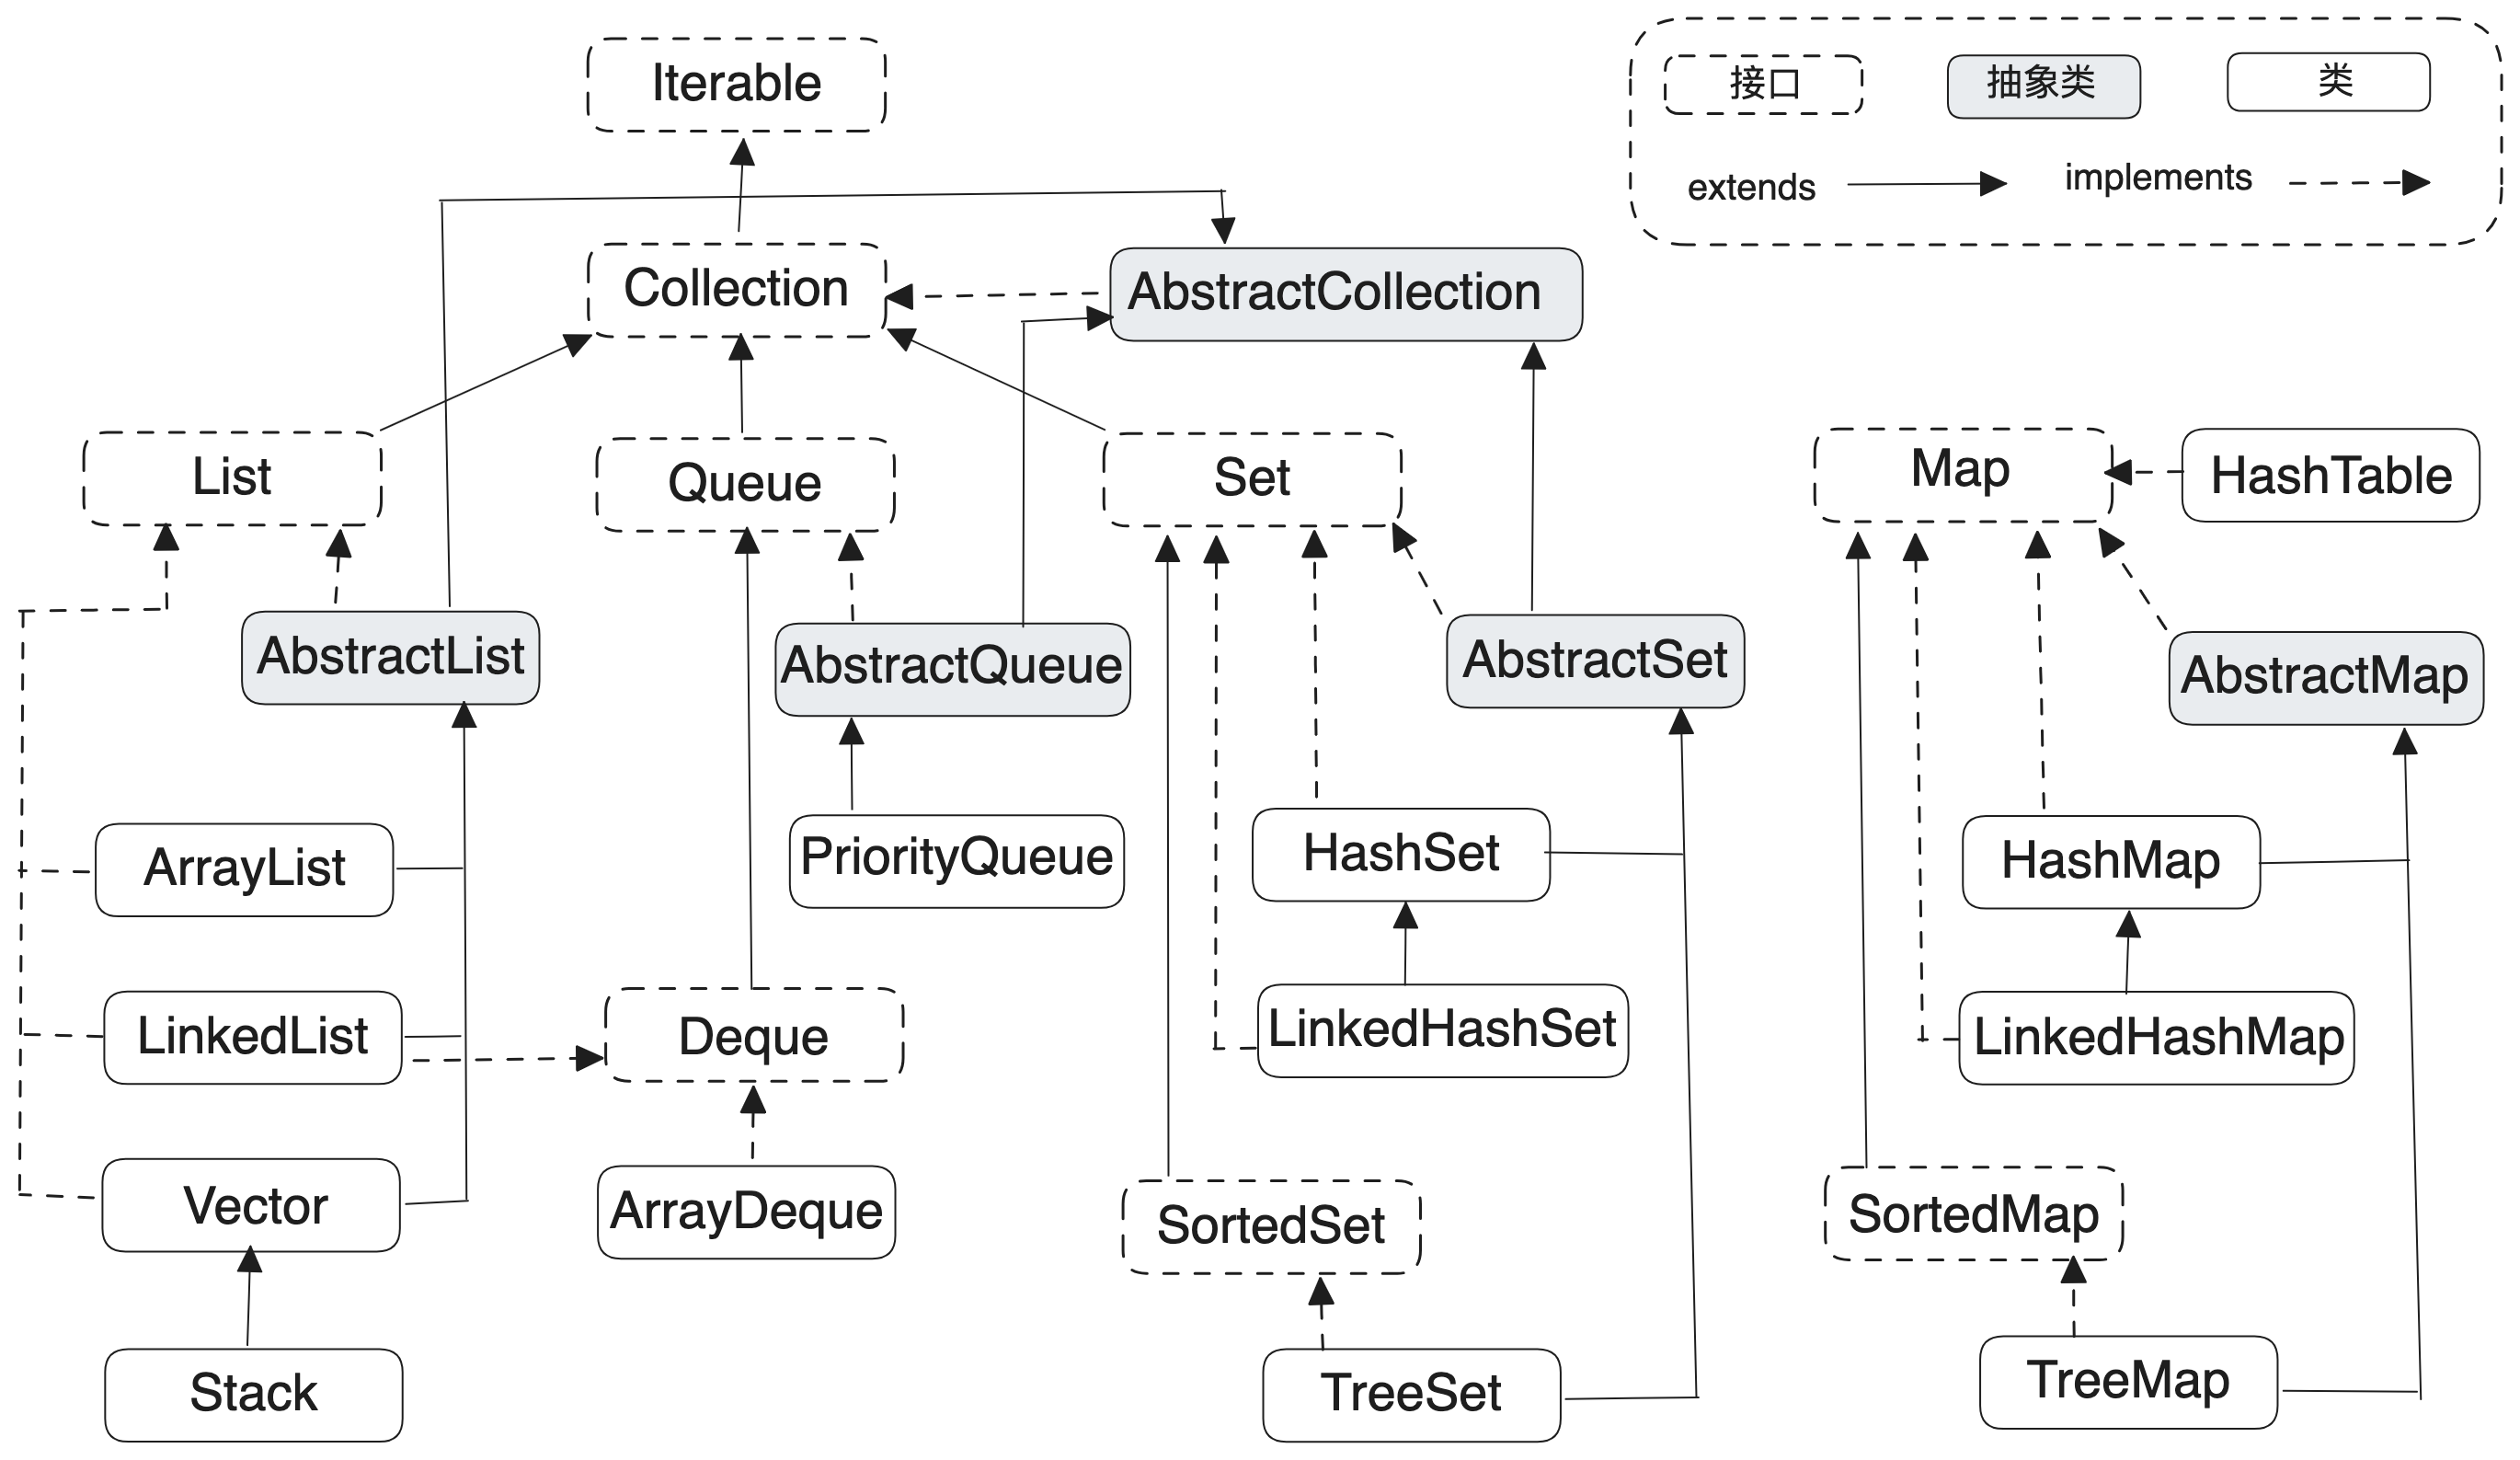 Iterable
接口
抽象类
类
extends
implements
Collection
AbstractCollection
List
Queue
Set
Map
HashTable
AbstractList
AbstractQueue
AbstractSet
AbstractMap
ArrayList
PriorityQueue
HashSet
HashMap
LinkedList
Deque
LinkedHashSet
LinkedHashMap
Vector
ArrayDeque
SortedSet
SortedMap
Stack
TreeSet
TreeMap